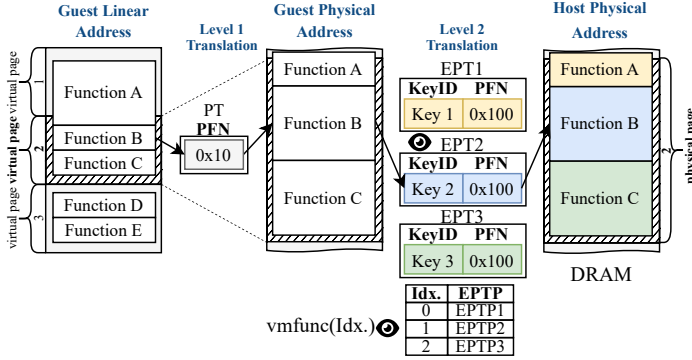 Guest Linear
Address
Level 1
Translation
Guest Physical
Address
Level 2
Translation
Host Physical
Address
virtual page
1
Function A
virtual page
2
Function B
Function C
virtual page
3
Function D
Function E
PT
PFN
0x10
Function A
Function B
Function C
EPT1
KeyID PFN
Key 1 0x100
EPT2
KeyID PFN
Key 2 0x100
EPT3
KeyID PFN
Key 3 0x100
Function A
Function B
Function C
2
physical page
DRAM
vmfunc(Idx.)
Idx. EPTP
0 EPTP1
1 EPTP2
2 EPTP3